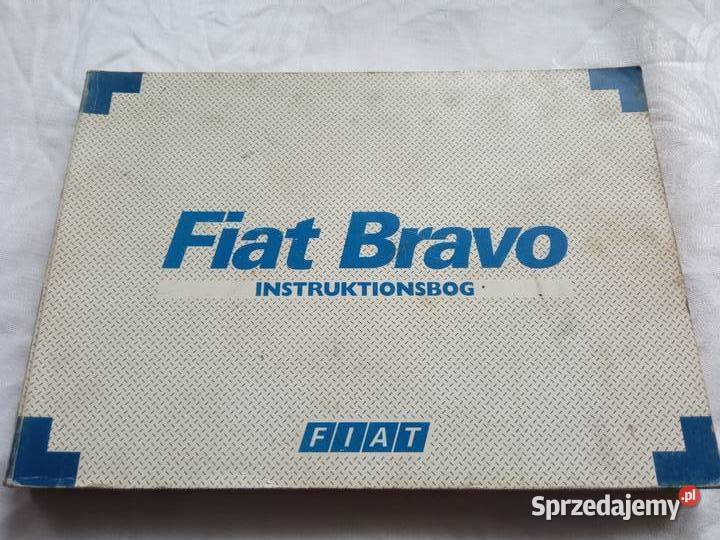 Fiat Bravo
INSTRUKTIONSBOG
FIAT
Sprzedajemy.pl